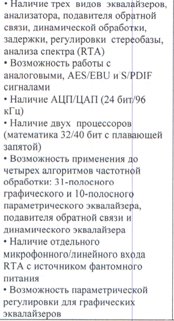 • Наличие трех видов эквалайзеров,
анализатора, подавителя обратной
связи, динамической обработки,
задержки, регулировки стереобазы,
анализа спектра (RTA)
• Возможность работы с
аналоговыми, AES/EBU и S/PDIF
сигналами
• Наличие АЦП/ЦАП (24 бит/96
кГц)
• Наличие двух процессоров
(математика 32/40 бит с плавающей
запятой)
• Возможность применения до
четырех алгоритмов частотной
обработки: 31-полосного
графического и 10-полосного
параметрического эквалайзера,
подавителя обратной связи и
динамического эквалайзера
• Наличие отдельного
микрофонного/линейного входа
RTA с источником фантомного
питания
• Возможность параметрической
регулировки для графических
эквалайзеров